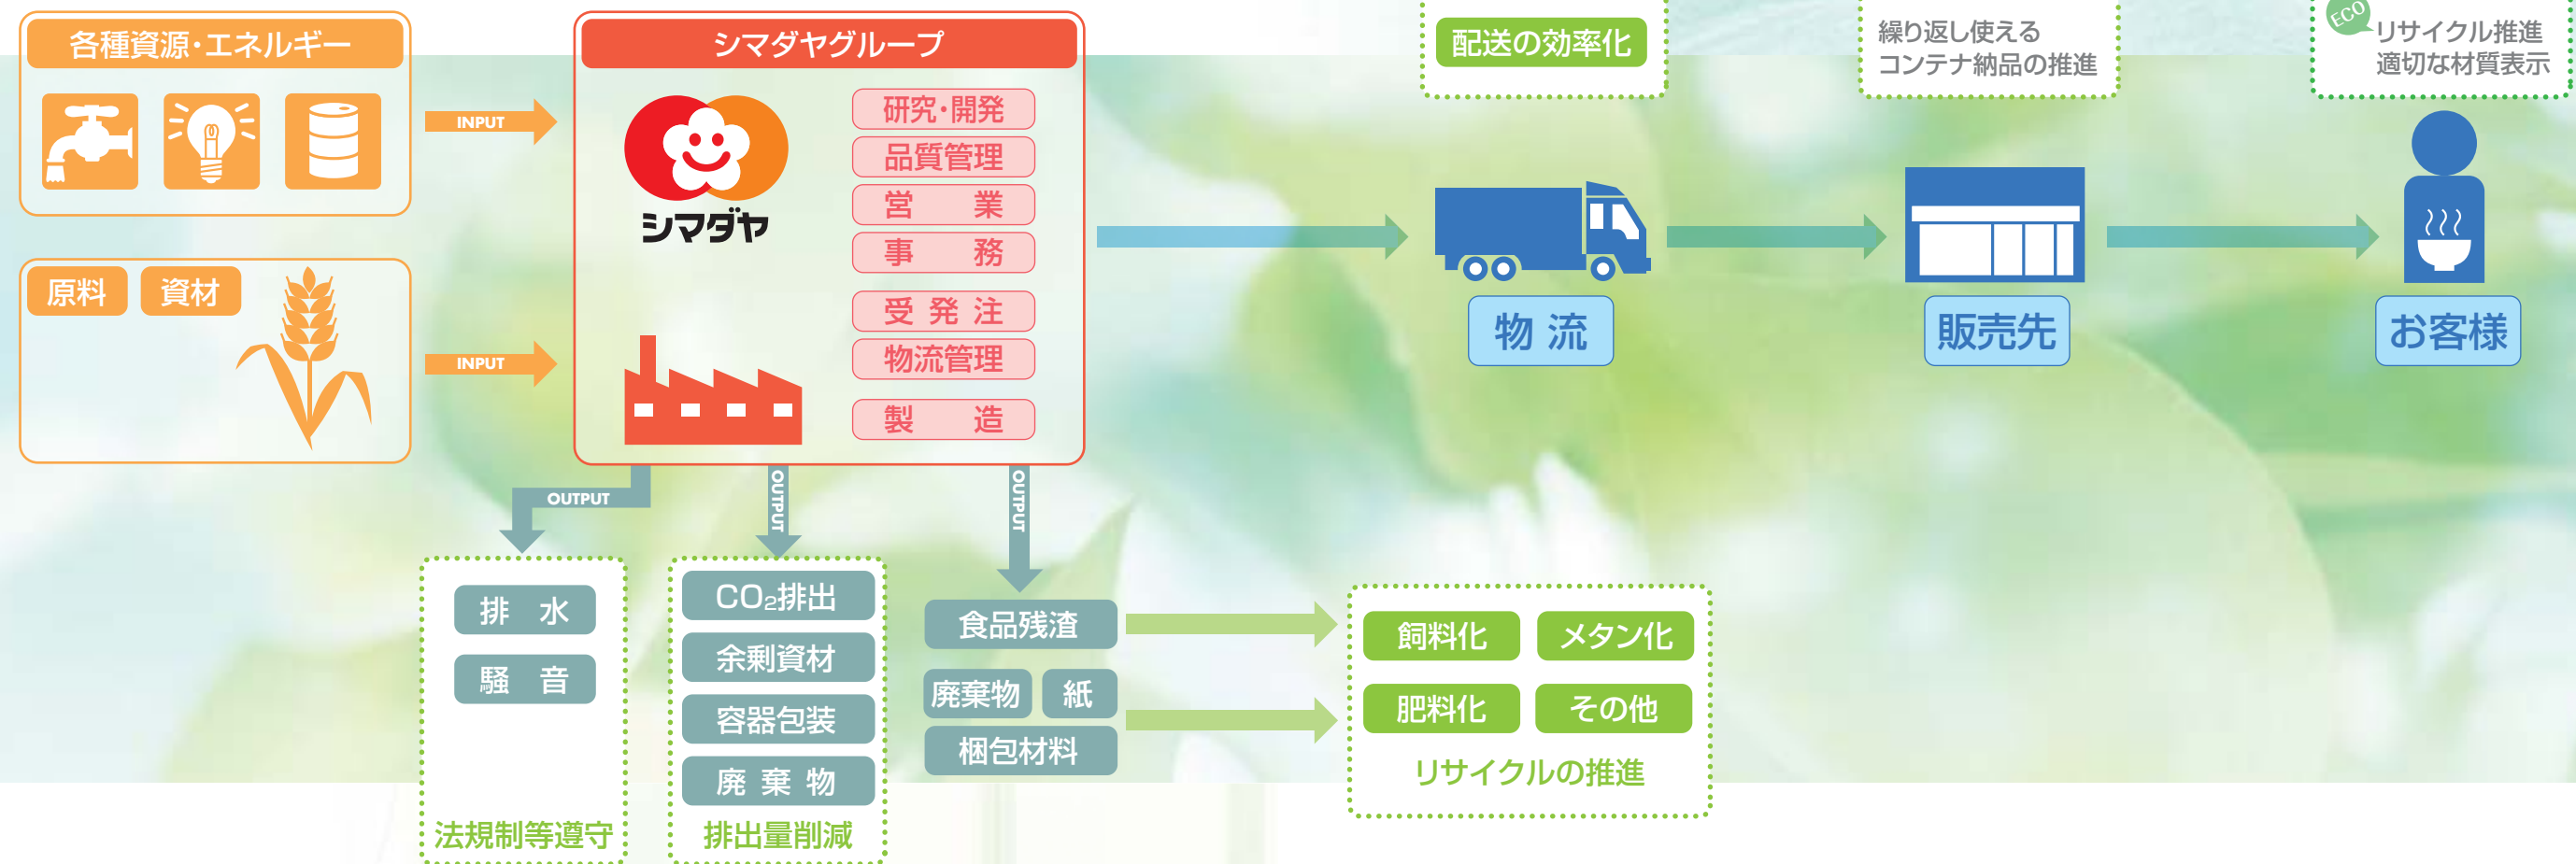 各種資源・エネルギー
INPUT
原料
資材
INPUT
シマダヤグループ
シマダヤ
研究・開発
品質管理
営　業
事　務
受発注
物流管理
製　造
配送の効率化
物流
繰り返し使える
コンテナ納品の推進
販売先
ECO
リサイクル推進
適切な材質表示
お客様
OUTPUT
排　水
騒　音
法規制等遵守
OUTPUT
CO₂排出
余剰資材
容器包装
廃棄物
排出量削減
OUTPUT
食品残渣
廃棄物
紙
梱包材料
飼料化
メタン化
肥料化
その他
リサイクルの推進